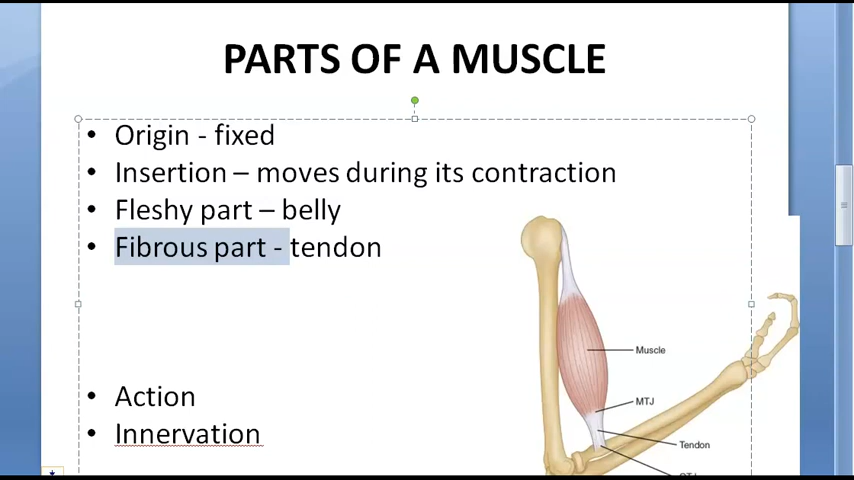 PARTS OF A MUSCLE
• Origin - fixed
• Insertion – moves during its contraction
• Fleshy part – belly
• Fibrous part - tendon
Muscle
• Action
MTJ
• Innervation
Tendon